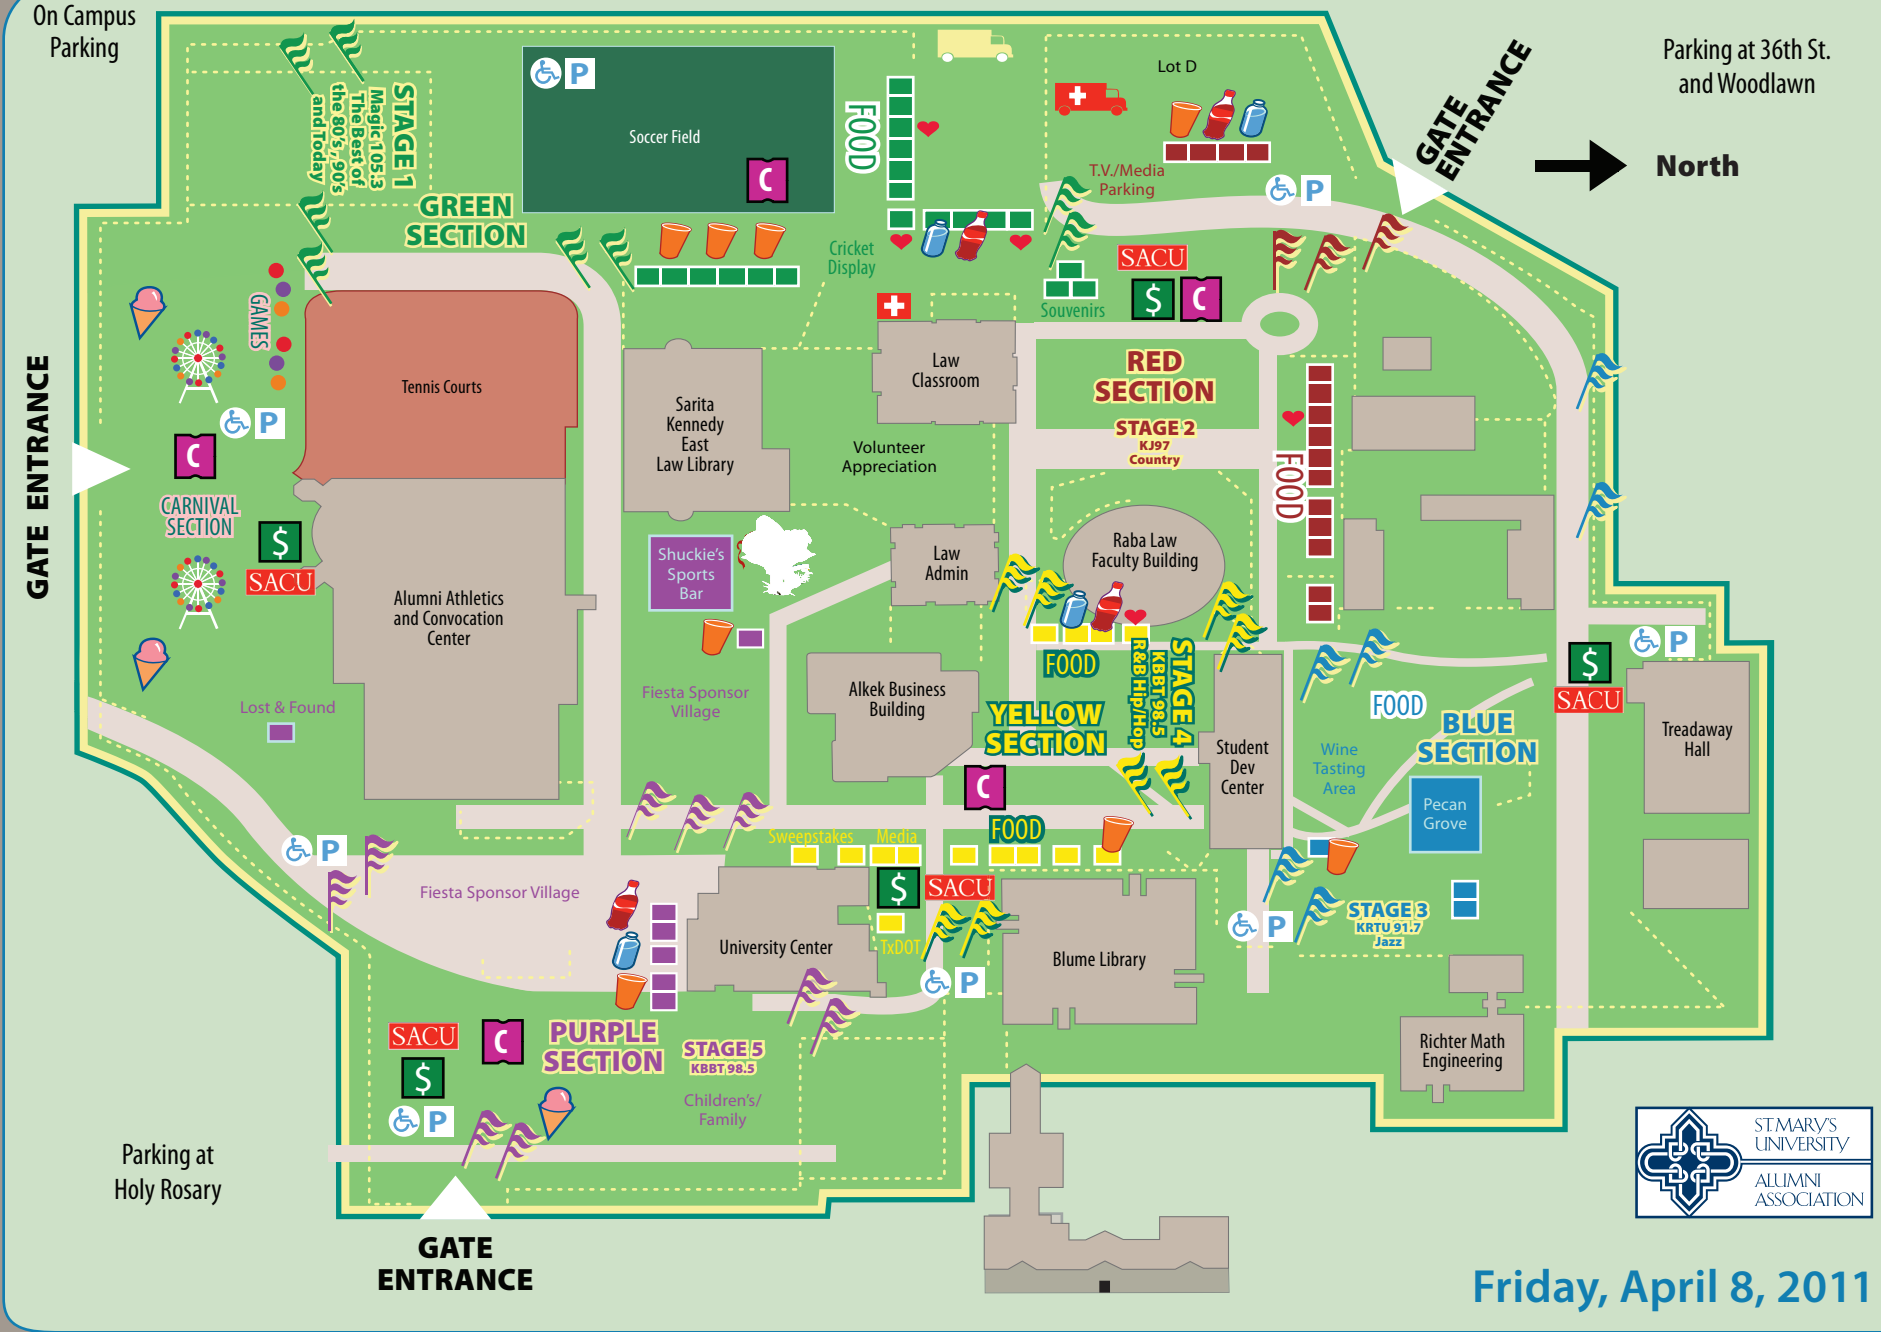 On Campus
Parking
Parking at 36th St.
and Woodlawn
GATE
ENTRANCE
North
Lot D
T.V./Media
Parking
P
STAGE 1
Magic 105.3
The Best of
the 80's, 90's
and Today
Soccer Field
P
C
FOOD
GREEN
SECTION
Cricket
Display
Souvenirs
SACU
$
C
P
GAMES
Tennis Courts
P
C
CARNIVAL
SECTION
$
SACU
GATE ENTRANCE
Sarita
Kennedy
East
Law Library
Law
Classroom
Volunteer
Appreciation
RED
SECTION
STAGE 2
KJ97
Country
FOOD
Raba Law
Faculty Building
Law
Admin
Shuckie's
Sports
Bar
Alumni Athletics
and Convocation
Center
Lost & Found
Fiesta Sponsor
Village
Alkek Business
Building
FOOD
STAGE 4
KBBT 98.5
R&B Hip/Hop
YELLOW
SECTION
C
FOOD
Student
Dev
Center
FOOD
BLUE
SECTION
Wine
Tasting
Area
Pecan
Grove
$
SACU
P
Treadaway
Hall
Sweepstakes
Media
$
SACU
TxDOT
P
P
Fiesta Sponsor Village
University Center
Blume Library
P
STAGE 3
KRTU 91.7
Jazz
Richter Math
Engineering
SACU
$
C
P
PURPLE
SECTION
STAGE 5
KBBT 98.5
Children's/
Family
Parking at
Holy Rosary
GATE
ENTRANCE
ST. MARY'S
UNIVERSITY
ALUMNI
ASSOCIATION
Friday, April 8, 2011